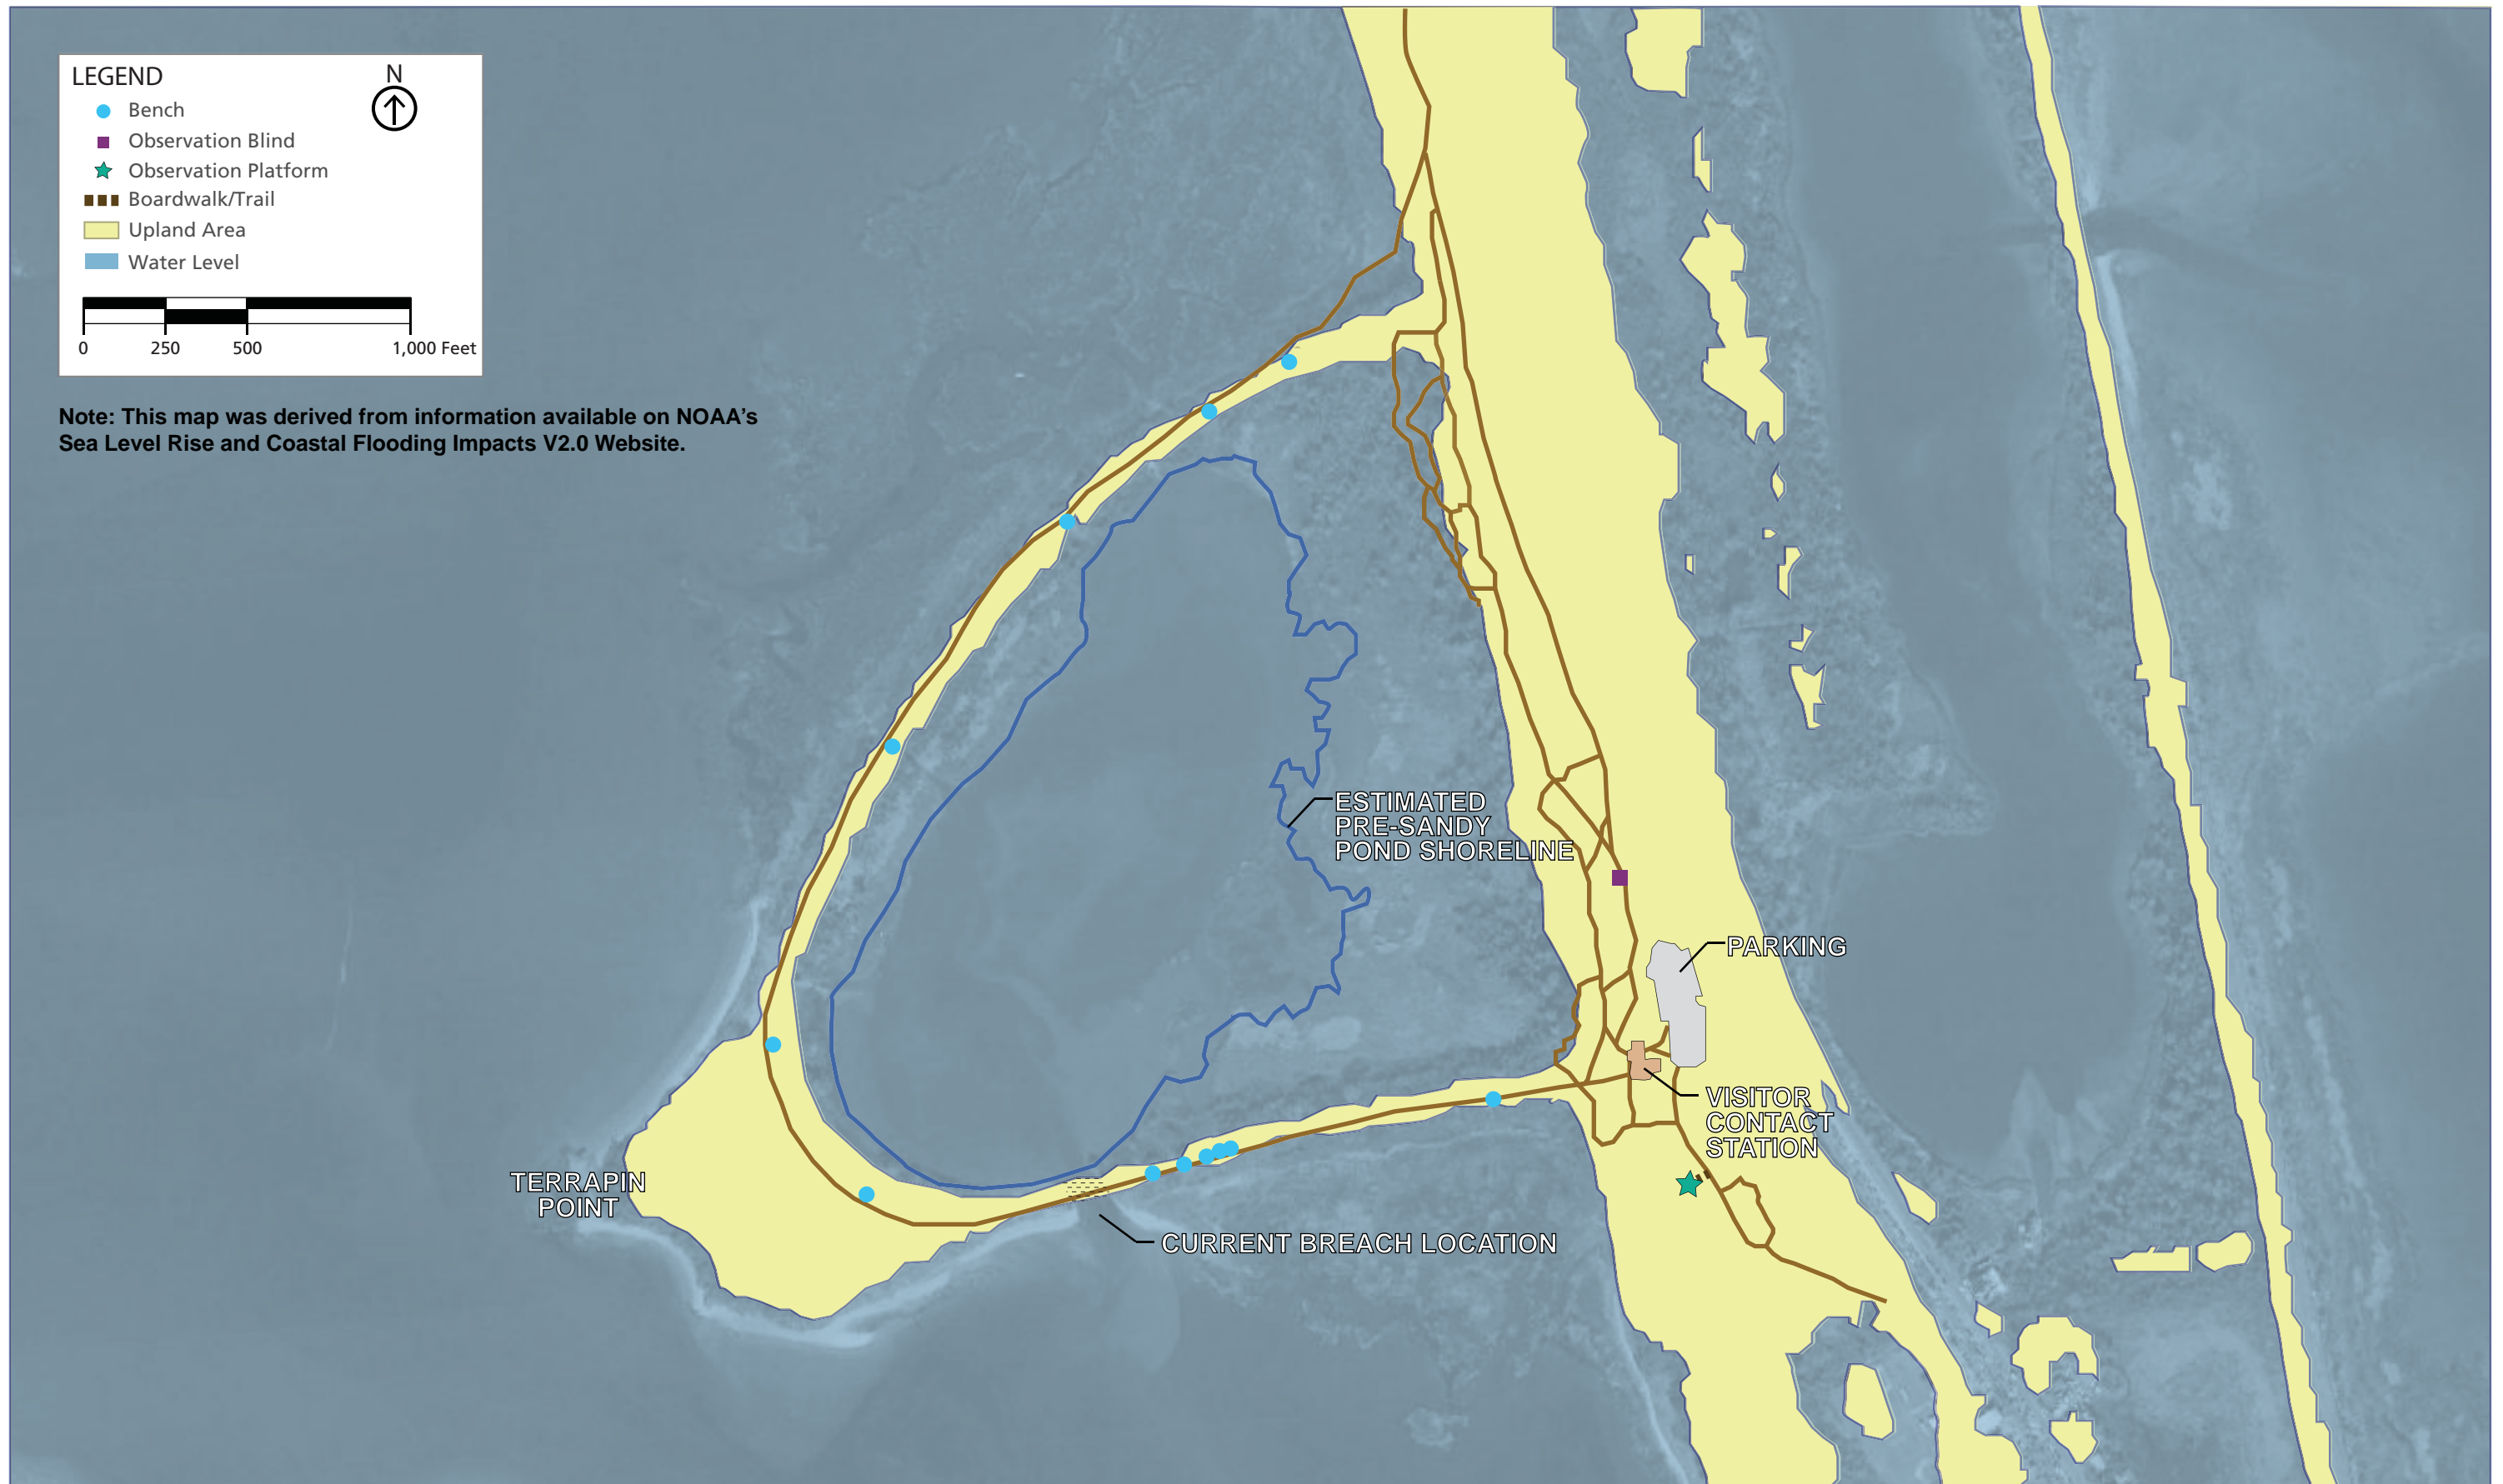 LEGEND
N
Bench
Observation Blind
Observation Platform
Boardwalk/Trail
Upland Area
Water Level
0 250 500 1,000 Feet
Note: This map was derived from information available on NOAA’s
Sea Level Rise and Coastal Flooding Impacts V2.0 Website.
ESTIMATED
PRE-SANDY
POND SHORELINE
PARKING
VISITOR
CONTACT
STATION
TERRAPIN
POINT
CURRENT BREACH LOCATION